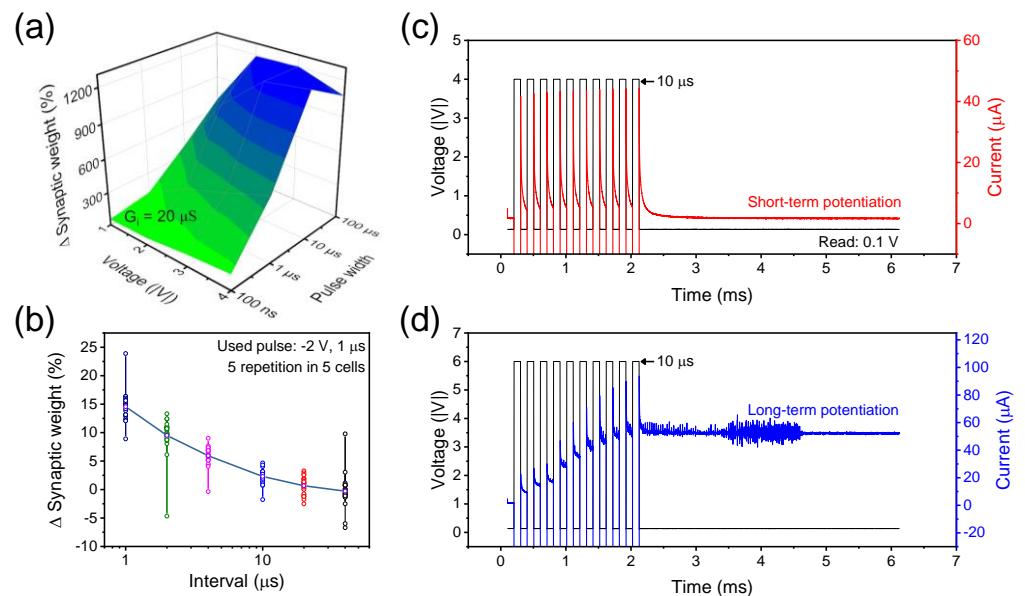 (a)
Δ Synaptic weight (%)
1200
900
600
300
Gᵢ = 20 μS
1
2
3
4
Voltage (|V|)
100 ns
1 μs
10 μs
100 μs
Pulse width
(b)
Δ Synaptic weight (%)
25
20
15
10
5
0
-5
-10
Used pulse: -2 V, 1 μs
5 repetition in 5 cells
1
10
Interval (μs)
(c)
Voltage (|V|)
5
4
3
2
1
0
10 μs
Short-term potentiation
Read: 0.1 V
60
40
20
0
Current (μA)
0 1 2 3 4 5 6 7
Time (ms)
(d)
Voltage (|V|)
7
6
5
4
3
2
1
0
10 μs
Long-term potentiation
120
100
80
60
40
20
0
-20
Current (μA)
0 1 2 3 4 5 6 7
Time (ms)